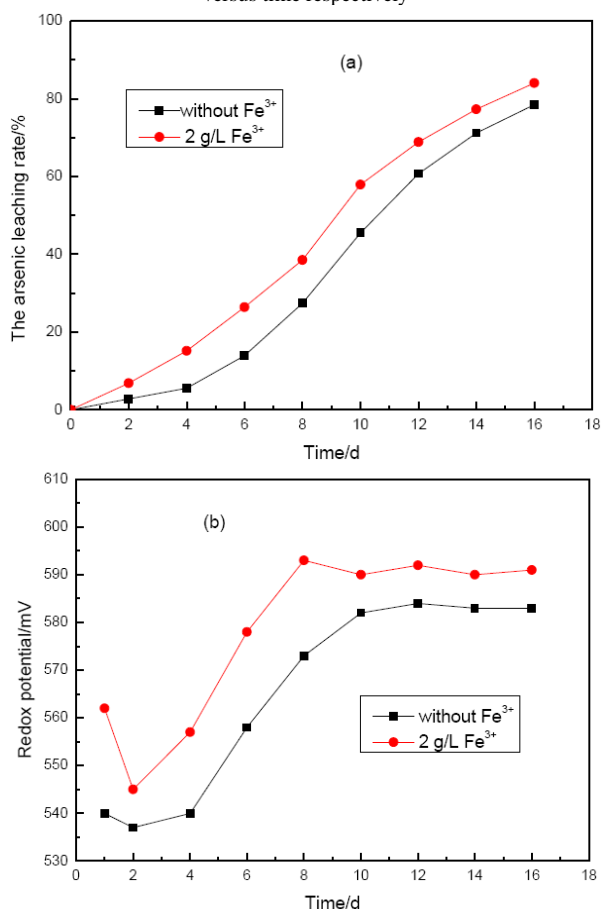 versus time respectively
100
80
60
40
20
0
The arsenic leaching rate/%
(a)
without Fe³⁺
2 g/L Fe³⁺
0 2 4 6 8 10 12 14 16 18
Time/d
610
600
590
580
570
560
550
540
530
Redox potential/mV
(b)
without Fe³⁺
2 g/L Fe³⁺
0 2 4 6 8 10 12 14 16 18
Time/d